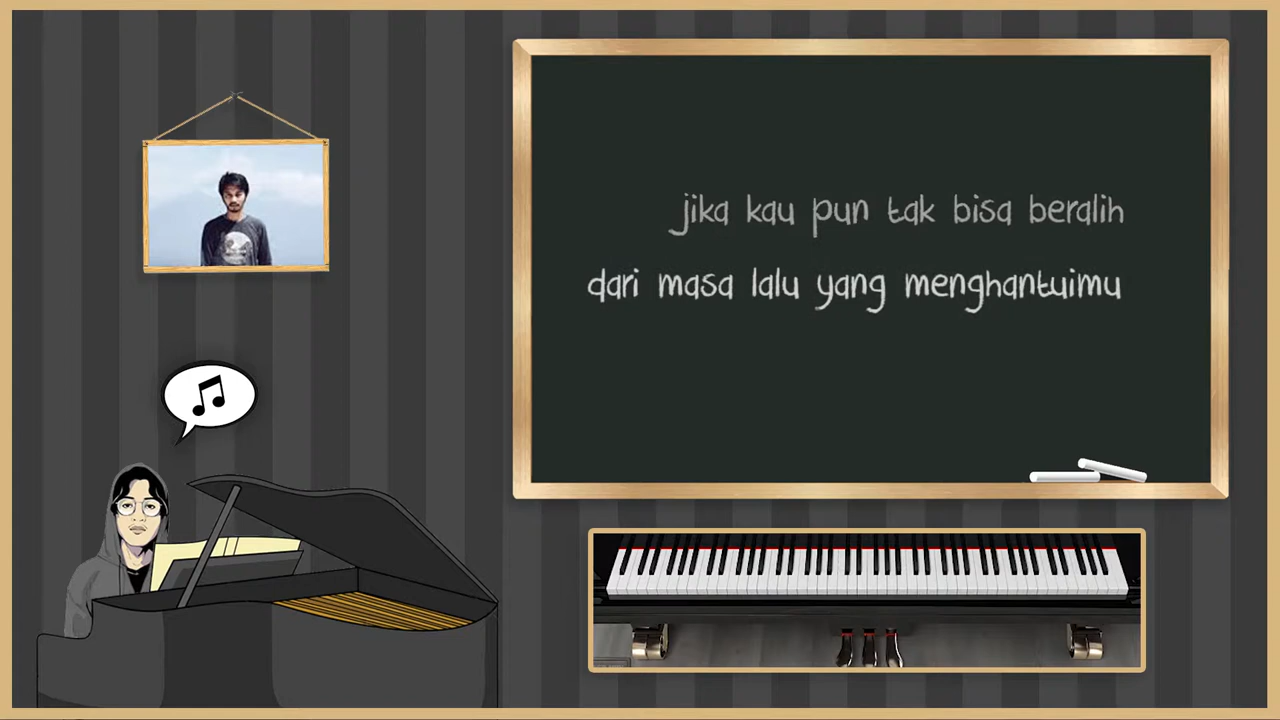 jika kau pun tak bisa beralih
dari masa lalu yang menghantuimu